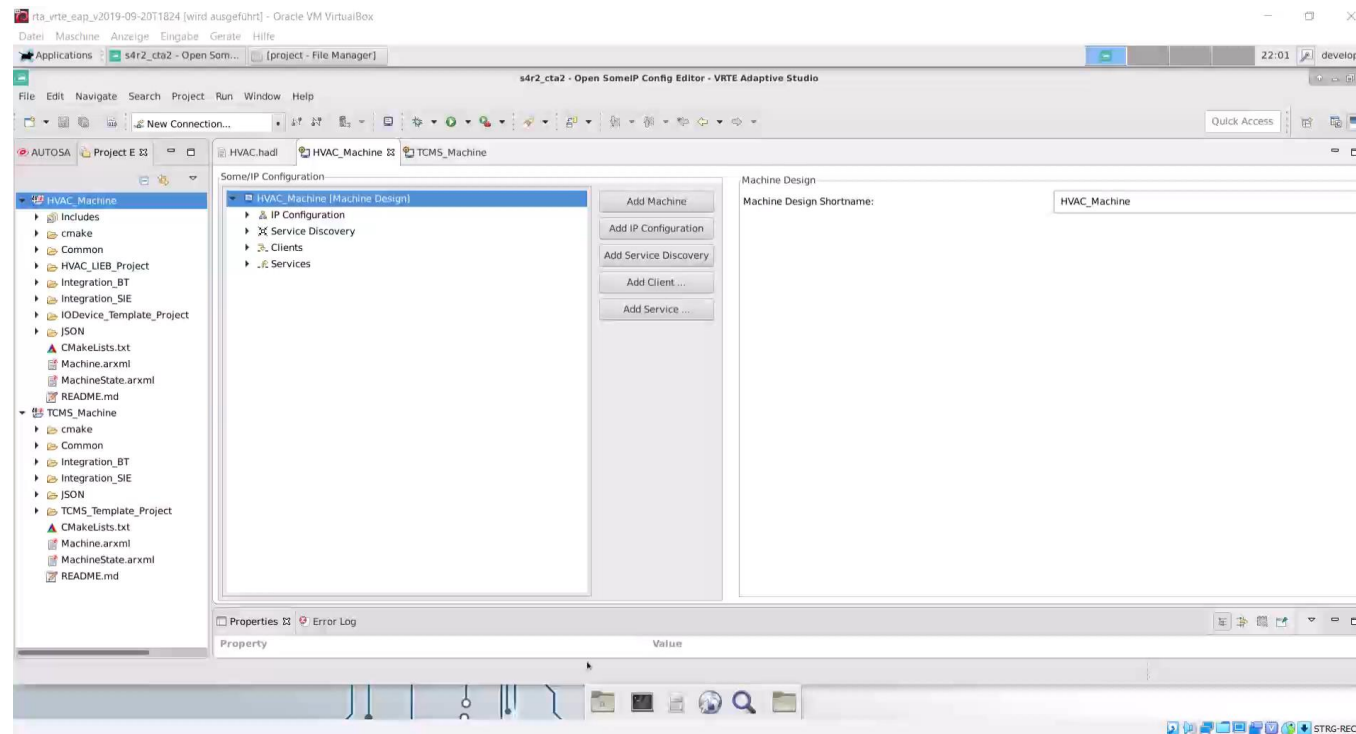 rta_vrte_eap_v2019-09-20T1824 [wird ausgeführt] - Oracle VM VirtualBox
Datei Maschine Anzeige Eingabe Geräte Hilfe
Applications s4r2_cta2 - Open Som... [project - File Manager] 22:01 develop
s4r2_cta2 - Open SomeIP Config Editor - VRTE Adaptive Studio
File Edit Navigate Search Project Run Window Help
New Connection... Quick Access
AUTOSA Project E HVAC.hadl HVAC_Machine TCMS_Machine
Some/IP Configuration
Machine Design
HVAC_Machine
Includes
cmake
Common
HVAC_LIEB_Project
Integration_BT
Integration_SIE
IODevice_Template_Project
JSON
CMakeLists.txt
Machine.arxml
MachineState.arxml
README.md
TCMS_Machine
cmake
Common
Integration_BT
Integration_SIE
JSON
TCMS_Template_Project
CMakeLists.txt
Machine.arxml
MachineState.arxml
README.md
HVAC_Machine [Machine Design]
IP Configuration
Service Discovery
Clients
Services
Add Machine
Add IP Configuration
Add Service Discovery
Add Client ...
Add Service ...
Machine Design Shortname: HVAC_Machine
Properties Error Log
Property Value
STRG-REC